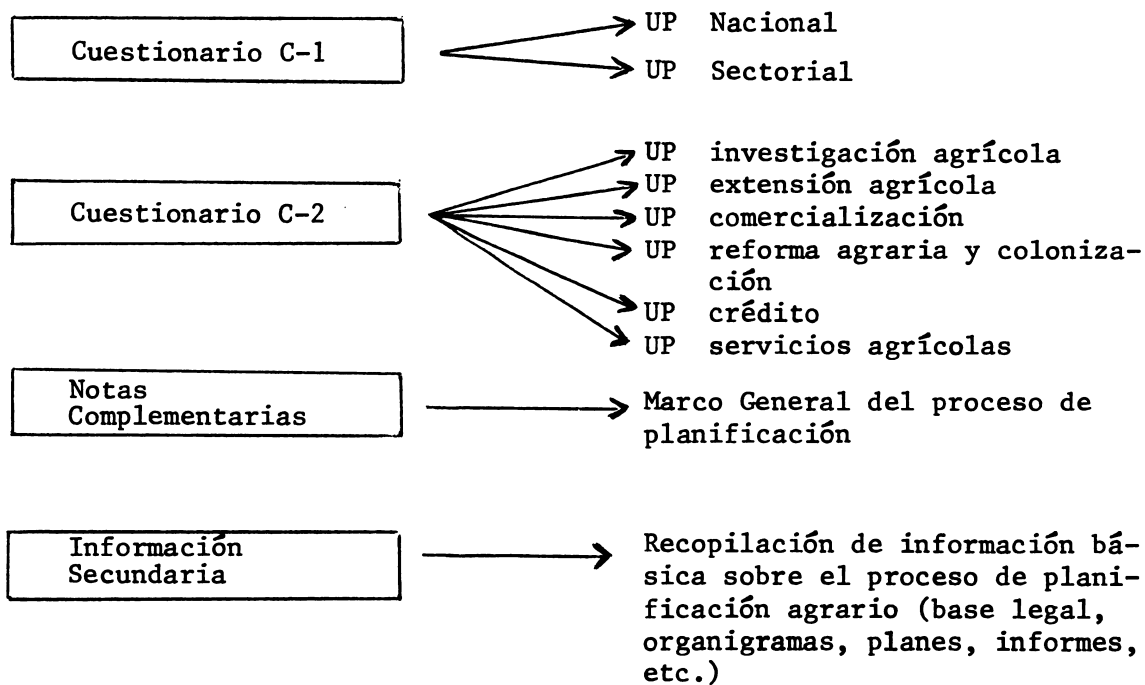 Cuestionario C-1
UP Nacional
UP Sectorial
Cuestionario C-2
UP investigación agrícola
UP extensión agrícola
UP comercialización
UP reforma agraria y coloniza-
ción
UP crédito
UP servicios agrícolas
Notas
Complementarias
Marco General del proceso de
planificación
Información
Secundaria
Recopilación de información bá-
sica sobre el proceso de plani-
ficación agrario (base legal,
organigramas, planes, informes,
etc.)